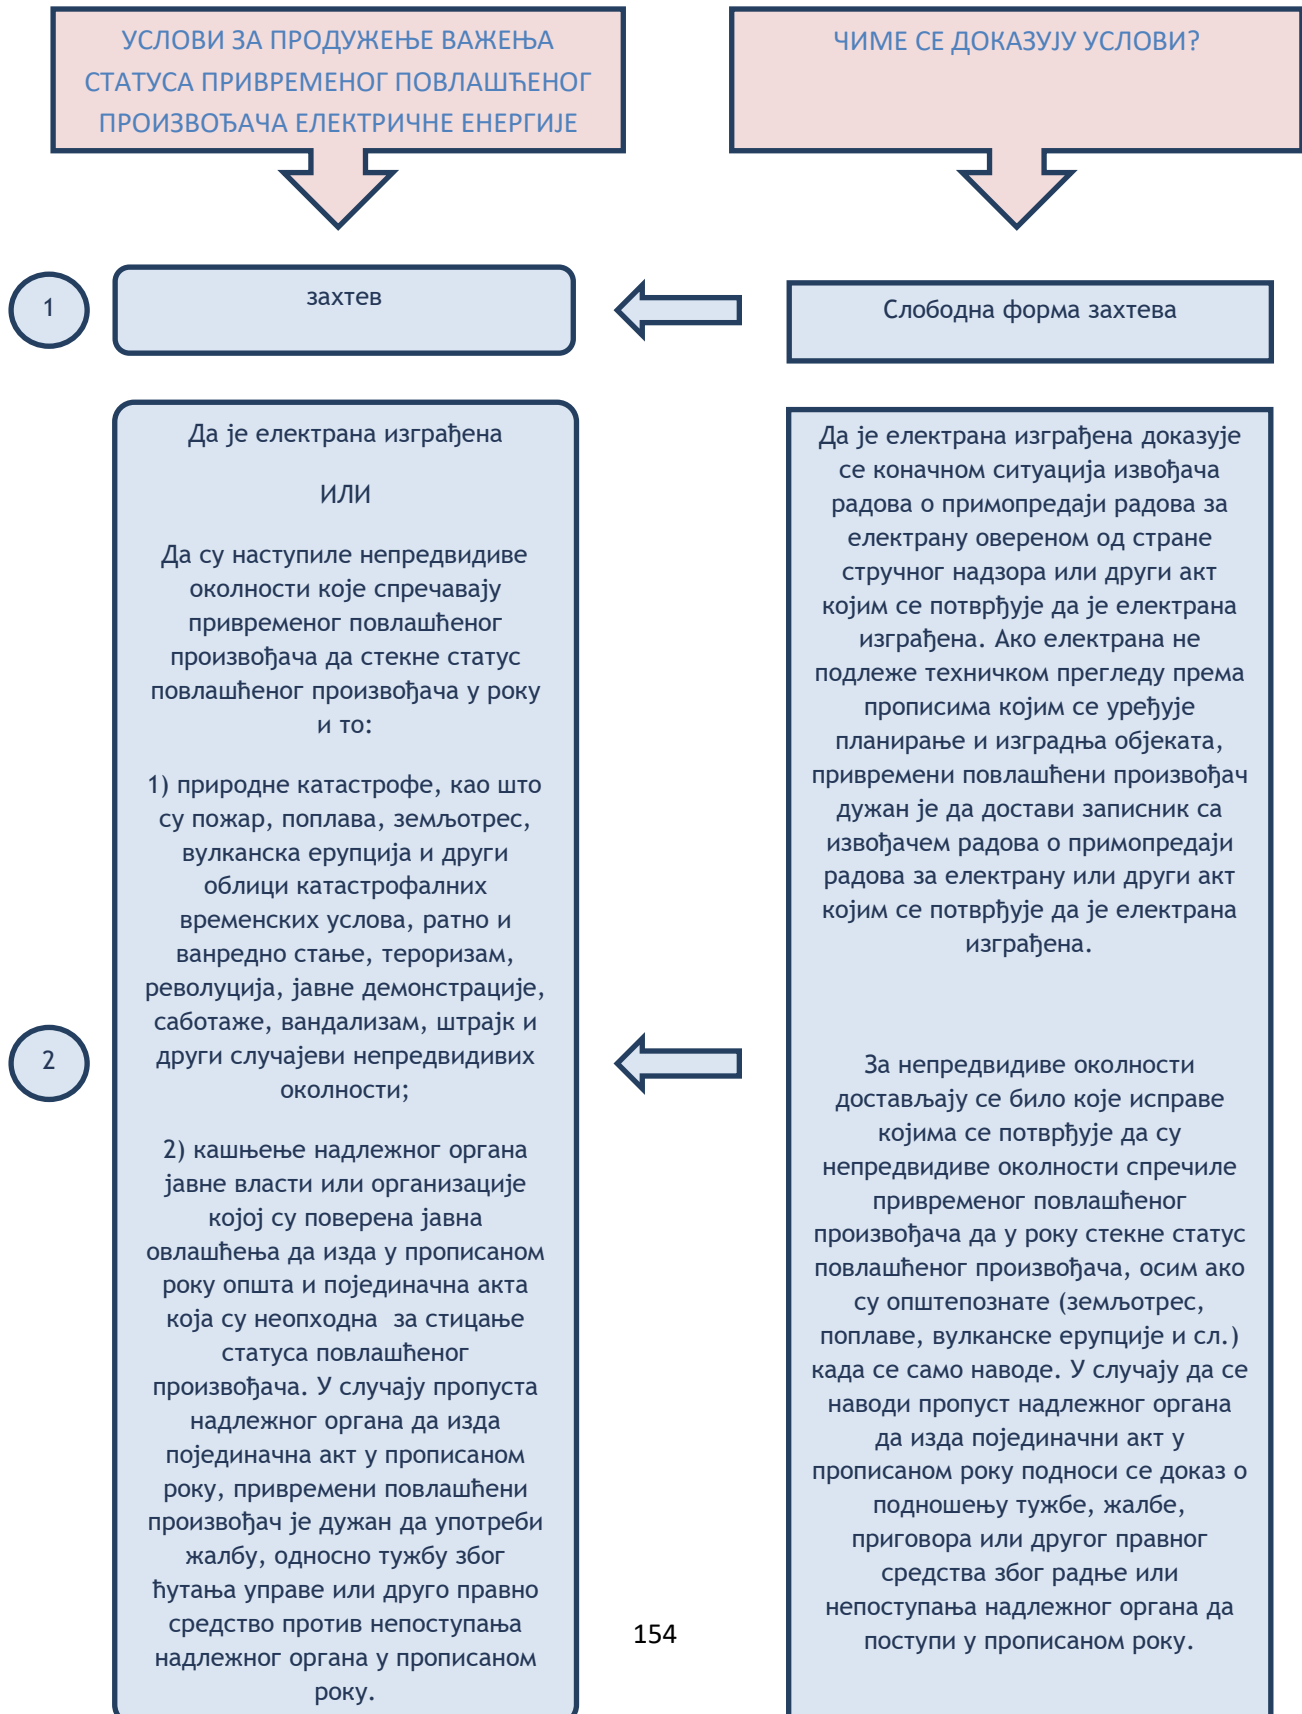 УСЛОВИ ЗА ПРОДУЖЕЊЕ ВАЖЕЊА
СТАТУСА ПРИВРЕМЕНОГ ПОВЛАШЋЕНОГ
ПРОИЗВОЂАЧА ЕЛЕКТРИЧНЕ ЕНЕРГИЈЕ
ЧИМЕ СЕ ДОКАЗУЈУ УСЛОВИ?
1
захтев
Слободна форма захтева
2
Да је електрана изграђена
ИЛИ
Да су наступиле непредвидиве
околности које спречавају
привременог повлашћеног
произвођача да стекне статус
повлашћеног произвођача у року
и то:
1) природне катастрофе, као што
су пожар, поплава, земљотрес,
вулканска ерупција и други
облици катастрофалних
временских услова, ратно и
ванредно стање, тероризам,
револуција, јавне демонстрације,
саботаже, вандализам, штрајк и
други случајеви непредвидивих
околности;
2) кашњење надлежног органа
јавне власти или организације
којој су поверена јавна
овлашћења да изда у прописаном
року општа и појединачна акта
која су неопходна  за стицање
статуса повлашћеног
произвођача. У случају пропуста
надлежног органа да изда
појединачна акт у прописаном
року, привремени повлашћени
произвођач је дужан да употреби
жалбу, односно тужбу због
ћутања управе или друго правно
средство против непоступања
надлежног органа у прописаном
року.
Да је електрана изграђена доказује
се коначном ситуација извођача
радова о примопредаји радова за
електрану овереном од стране
стручног надзора или други акт
којим се потврђује да је електрана
изграђена. Ако електрана не
подлеже техничком прегледу према
прописима којим се уређује
планирање и изградња објеката,
привремени повлашћени произвођач
дужан је да достави записник са
извођачем радова о примопредаји
радова за електрану или други акт
којим се потврђује да је електрана
изграђена.
За непредвидиве околности
достављају се било које исправе
којима се потврђује да су
непредвидиве околности спречиле
привременог повлашћеног
произвођача да у року стекне статус
повлашћеног произвођача, осим ако
су општепознате (земљотрес,
поплаве, вулканске ерупције и сл.)
када се само наводе. У случају да се
наводи пропуст надлежног органа
да изда појединачни акт у
прописаном року подноси се доказ о
подношењу тужбе, жалбе,
приговора или другог правног
средства због радње или
непоступања надлежног органа да
поступи у прописаном року.
154